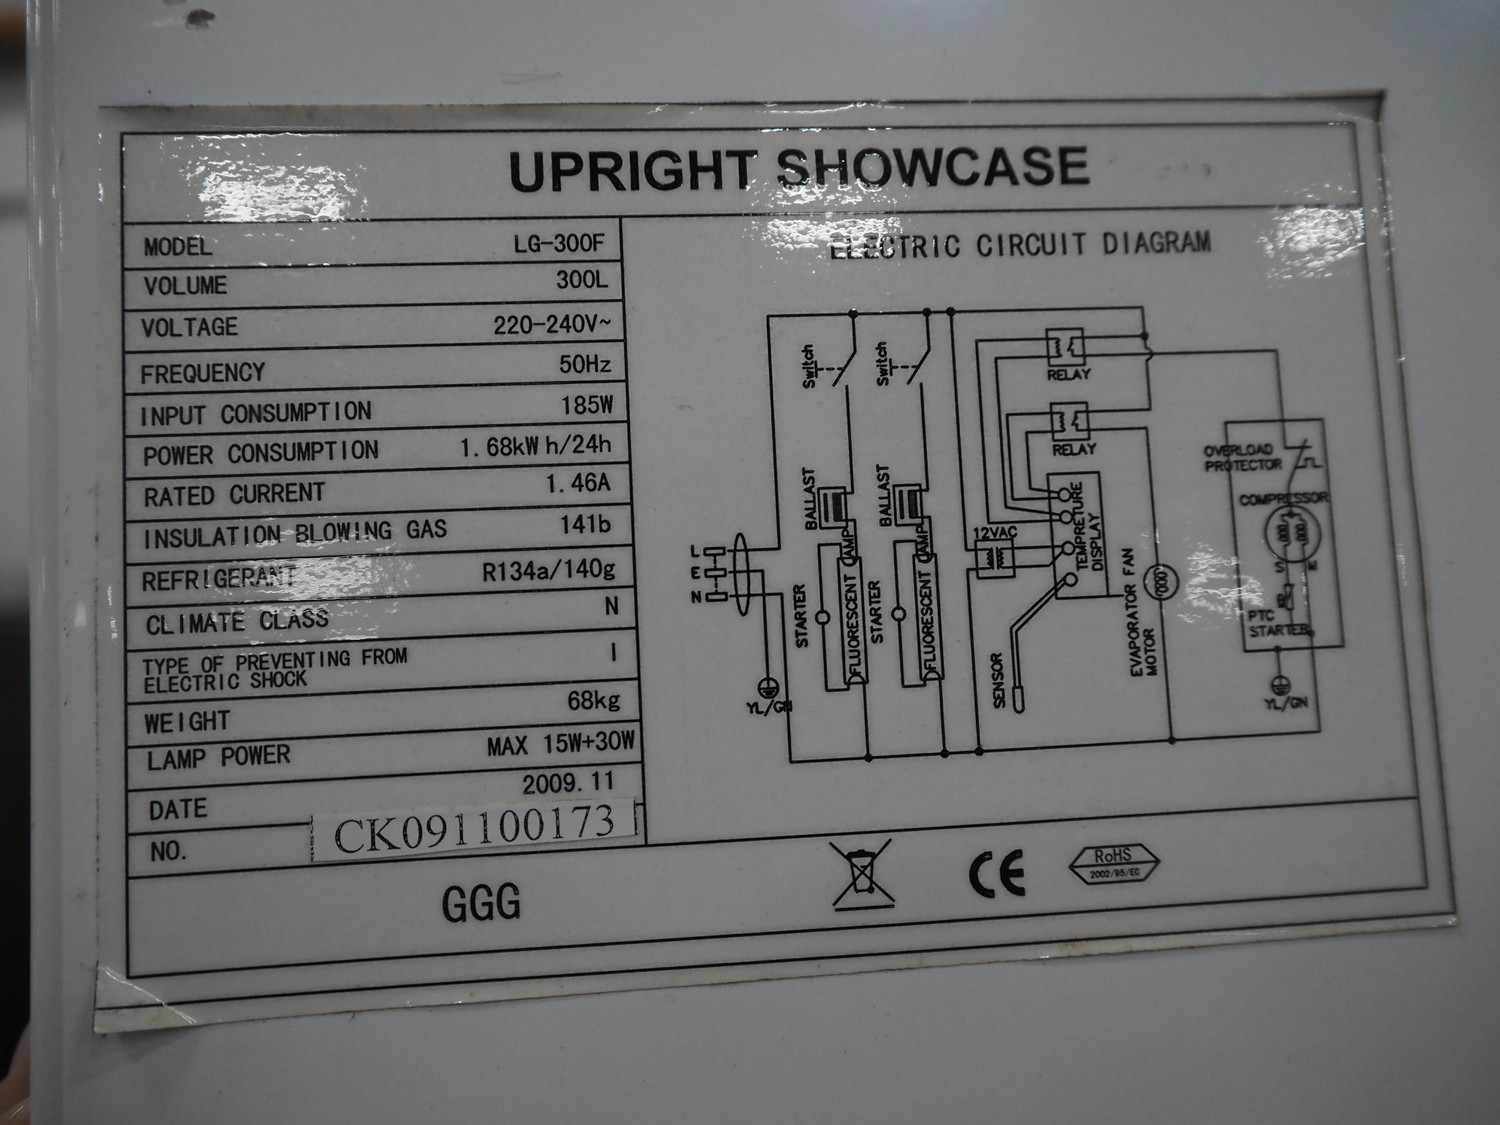 UPRIGHT SHOWCASE
MODEL LG-300F
VOLUME 300L
VOLTAGE 220-240V~
FREQUENCY 50Hz
INPUT CONSUMPTION 185W
POWER CONSUMPTION 1.68kWh/24h
RATED CURRENT 1.46A
INSULATION BLOWING GAS 141b
REFRIGERANT R134a/140g
CLIMATE CLASS N
TYPE OF PREVENTING FROM
ELECTRIC SHOCK I
WEIGHT 68kg
LAMP POWER MAX 15W+30W
DATE 2009.11
NO. CK091100173
ELECTRIC CIRCUIT DIAGRAM
Switch
Switch
RELAY
RELAY
BALLAST
BALLAST
OVERLOAD
PROTECTOR
COMPRESSOR
S M
PTC
STARTER
YL/GN
L
E
N
YL/GN
STARTER
FLUORESCENT LAMP
STARTER
FLUORESCENT LAMP
12VAC
TEMPRETURE
DISPLAY
SENSOR
EVAPORATOR FAN
MOTOR
GGG
CE
RoHS
2002/95/EC